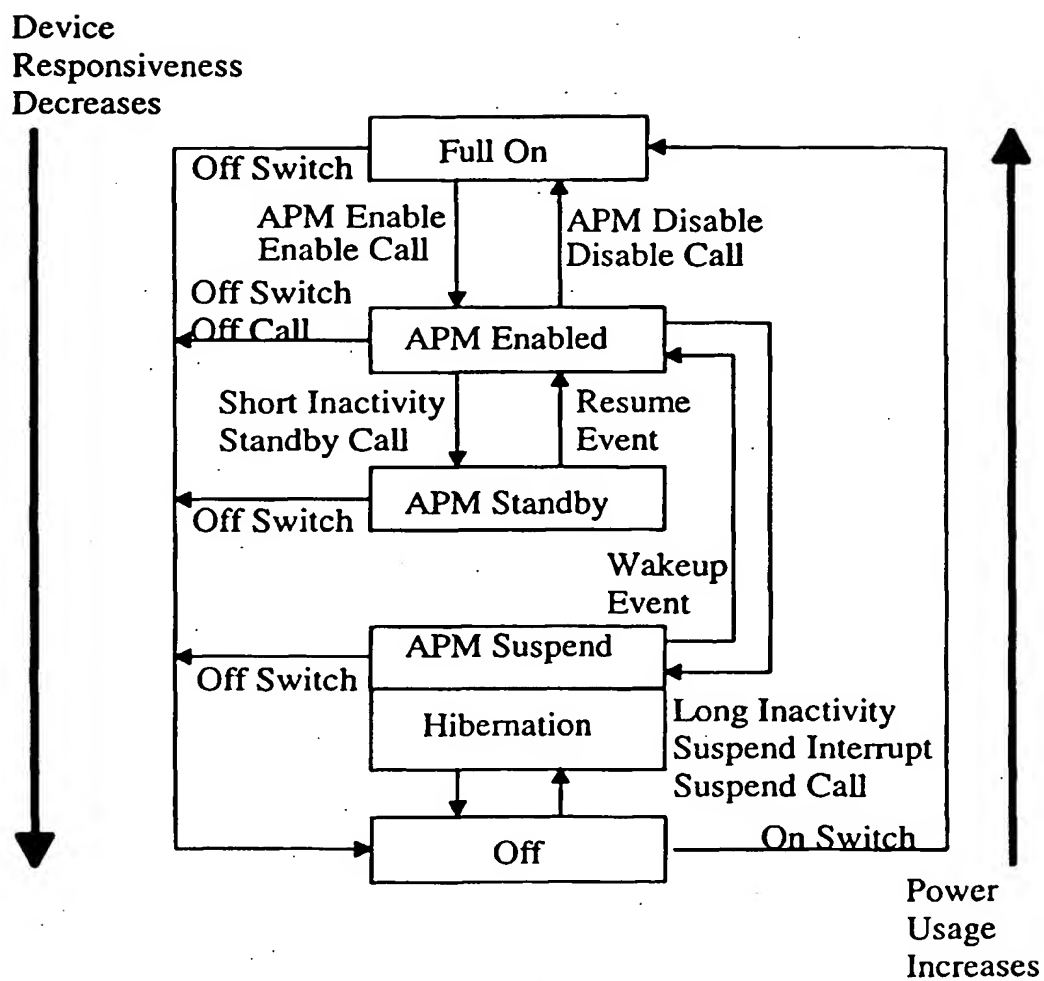 Device
Responsiveness
Decreases
Full On
Off Switch
APM Enable
Enable Call
APM Disable
Disable Call
Off Switch
Off Call
APM Enabled
Short Inactivity
Standby Call
Resume
Event
APM Standby
Off Switch
Wakeup
Event
APM Suspend
Off Switch
Hibernation
Long Inactivity
Suspend Interrupt
Suspend Call
Off
On Switch
Power
Usage
Increases